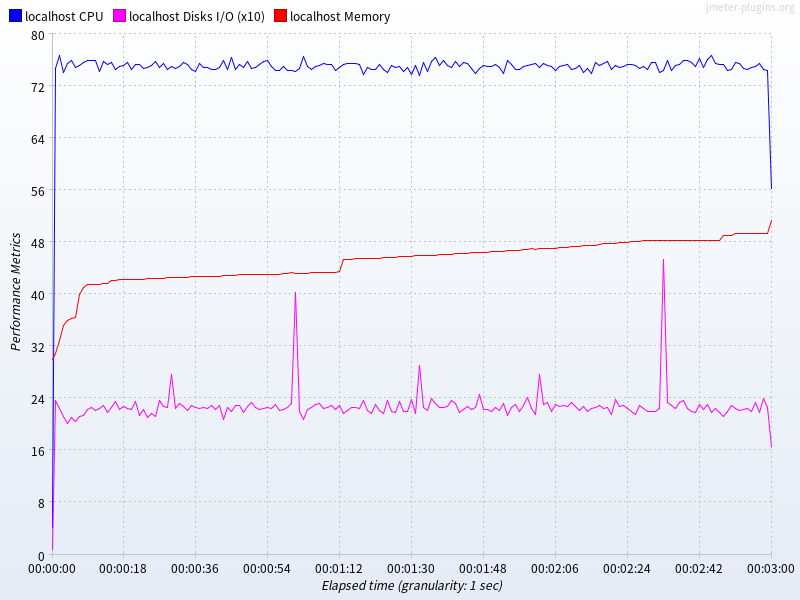 jmeter-plugins.org
localhost CPU localhost Disks I/O (x10) localhost Memory
80
72
64
56
48
40
32
24
16
8
0
Performance Metrics
00:00:00 00:00:18 00:00:36 00:00:54 00:01:12 00:01:30 00:01:48 00:02:06 00:02:24 00:02:42 00:03:00
Elapsed time (granularity: 1 sec)